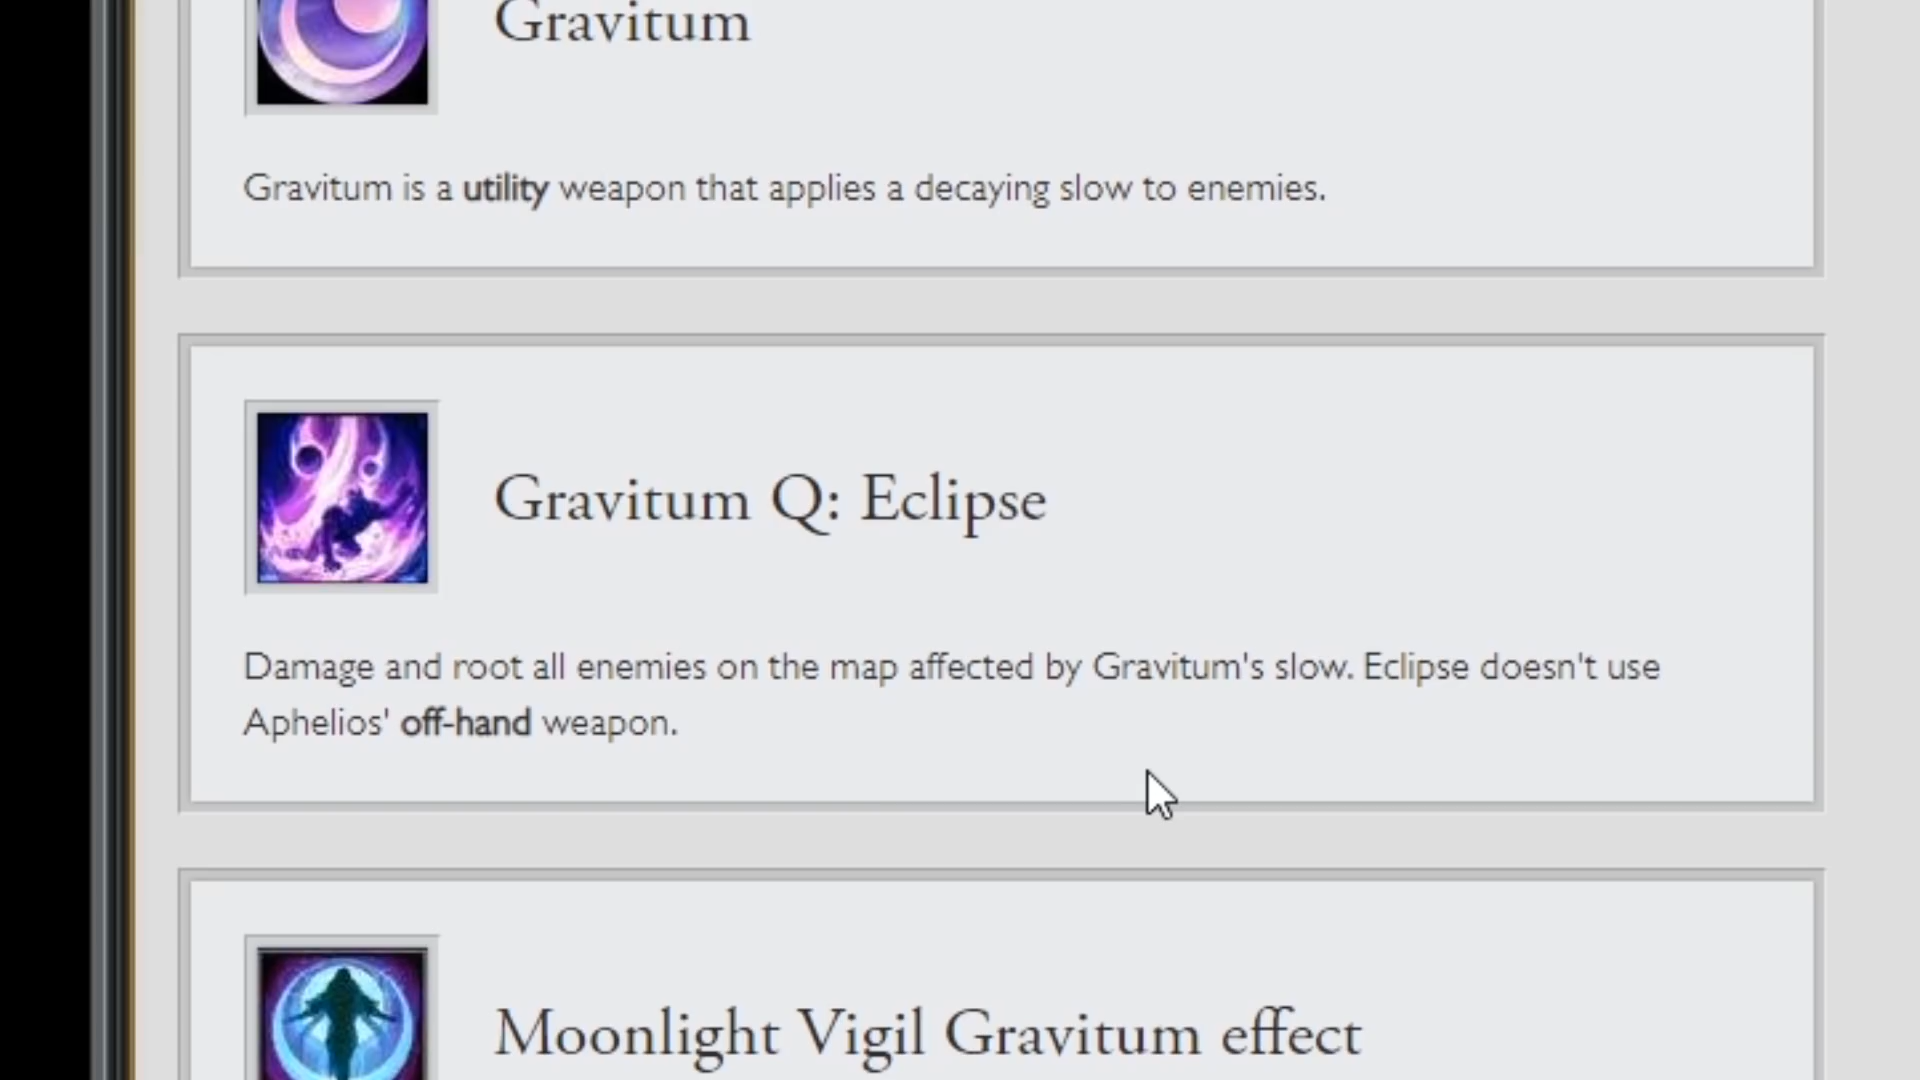 Gravitum
Gravitum is a utility weapon that applies a decaying slow to enemies.
Gravitum Q: Eclipse
Damage and root all enemies on the map affected by Gravitum's slow. Eclipse doesn't use
Aphelios' off-hand weapon.
Moonlight Vigil Gravitum effect